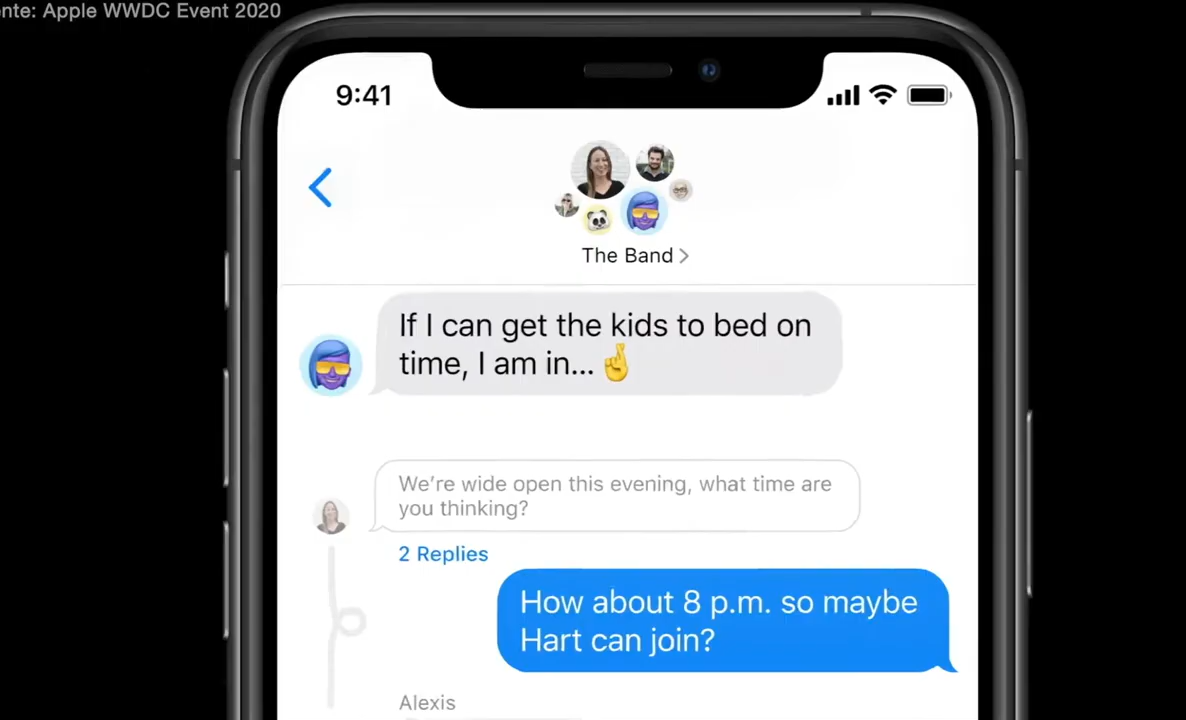 nte: Apple WWDC Event 2020
9:41
The Band >
If I can get the kids to bed on
time, I am in... 🤞
We're wide open this evening, what time are
you thinking?
2 Replies
How about 8 p.m. so maybe
Hart can join?
Alexis